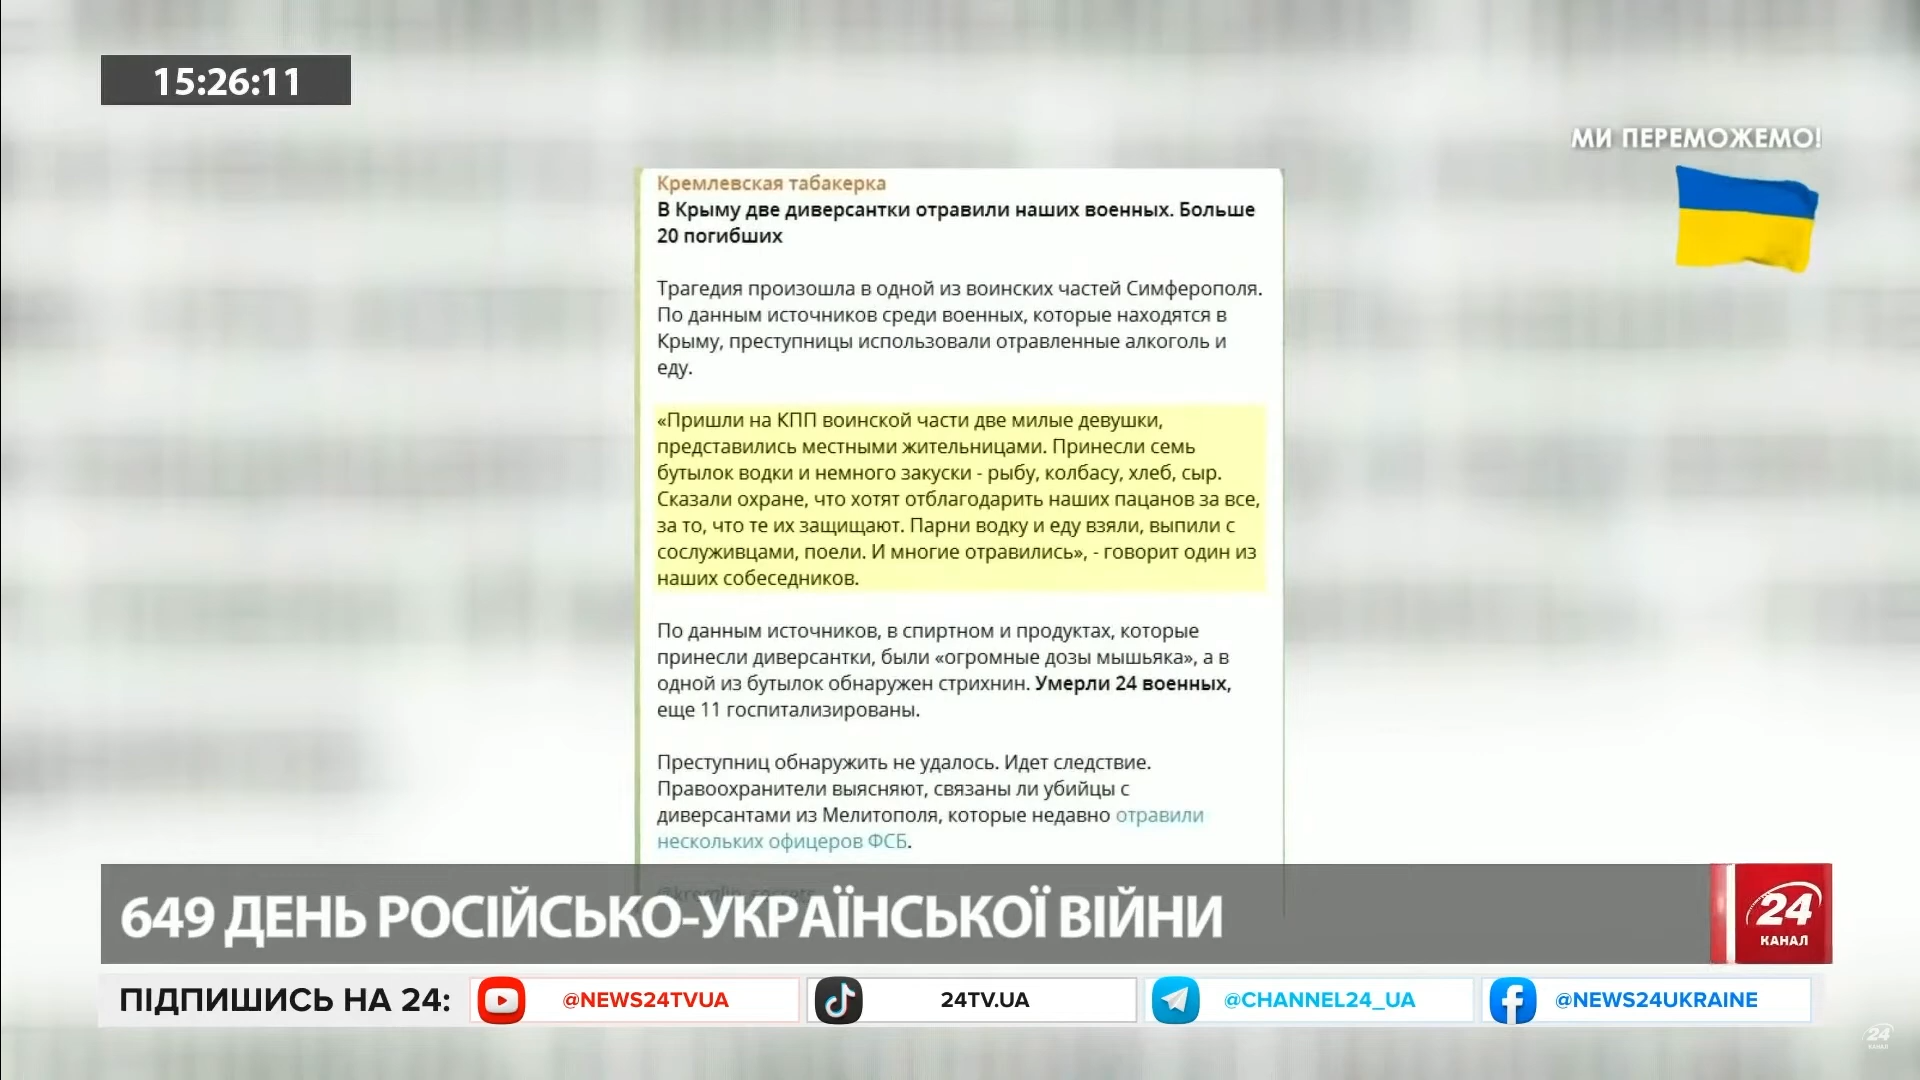 15:26:11
МИ ПЕРЕМОЖЕМО!
Кремлевская табакерка
В Крыму две диверсантки отравили наших военных. Больше
20 погибших
Трагедия произошла в одной из воинских частей Симферополя.
По данным источников среди военных, которые находятся в
Крыму, преступницы использовали отравленные алкоголь и
еду.
«Пришли на КПП воинской части две милые девушки,
представились местными жительницами. Принесли семь
бутылок водки и немного закуски - рыбу, колбасу, хлеб, сыр.
Сказали охране, что хотят отблагодарить наших пацанов за все,
за то, что те их защищают. Парни водку и еду взяли, выпили с
сослуживцами, поели. И многие отравились», - говорит один из
наших собеседников.
По данным источников, в спиртном и продуктах, которые
принесли диверсантки, были «огромные дозы мышьяка», а в
одной из бутылок обнаружен стрихнин. Умерли 24 военных,
еще 11 госпитализированы.
Преступниц обнаружить не удалось. Идет следствие.
Правоохранители выясняют, связаны ли убийцы с
диверсантами из Мелитополя, которые недавно отравили
нескольких офицеров ФСБ.
@kremlin_secrets
649 ДЕНЬ РОСІЙСЬКО-УКРАЇНСЬКОЇ ВІЙНИ
24
КАНАЛ
ПІДПИШИСЬ НА 24:
@NEWS24TVUA
24TV.UA
@CHANNEL24_UA
@NEWS24UKRAINE
24
КАНАЛ